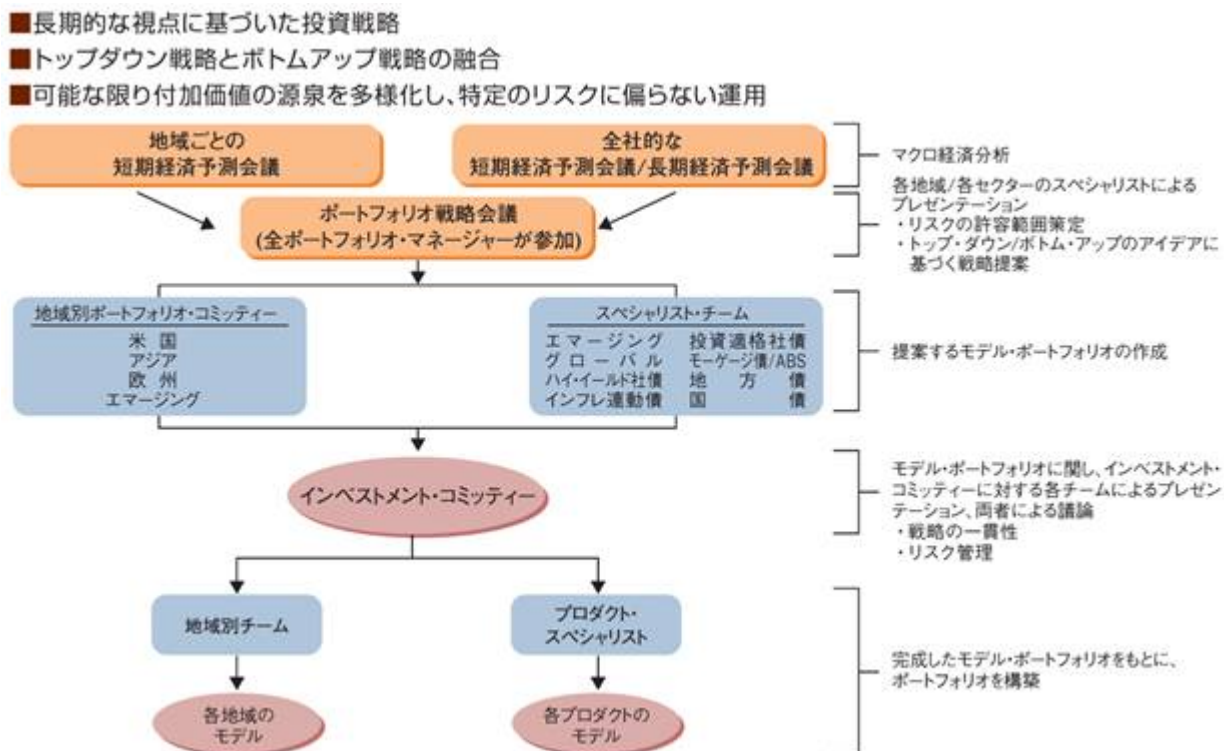 ■長期的な視点に基づいた投資戦略
■トップダウン戦略とボトムアップ戦略の融合
■可能な限り付加価値の源泉を多様化し、特定のリスクに偏らない運用
地域ごとの
短期経済予測会議
全社的な
短期経済予測会議/長期経済予測会議
マクロ経済分析
ポートフォリオ戦略会議
(全ポートフォリオ・マネージャーが参加)
各地域/各セクターのスペシャリストによる
プレゼンテーション
・リスクの許容範囲策定
・トップ・ダウン/ボトム・アップのアイデアに
基づく戦略提案
地域別ポートフォリオ・コミッティー
米国
アジア
欧州
エマージング
スペシャリスト・チーム
エマージング 投資適格社債
グローバル モーゲージ債/ABS
ハイ・イールド社債 地方債
インフレ連動債 国債
提案するモデル・ポートフォリオの作成
インベストメント・コミッティー
モデル・ポートフォリオに関し、インベストメント・
コミッティーに対する各チームによるプレゼン
テーション、両者による議論
・戦略の一貫性
・リスク管理
地域別チーム
プロダクト・
スペシャリスト
完成したモデル・ポートフォリオをもとに、
ポートフォリオを構築
各地域の
モデル
各プロダクトの
モデル